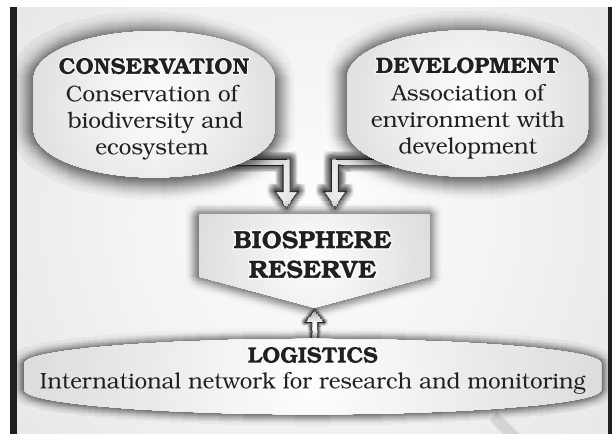 CONSERVATION
Conservation of
biodiversity and
ecosystem
DEVELOPMENT
Association of
environment with
development
BIOSPHERE
RESERVE
LOGISTICS
International network for research and monitoring